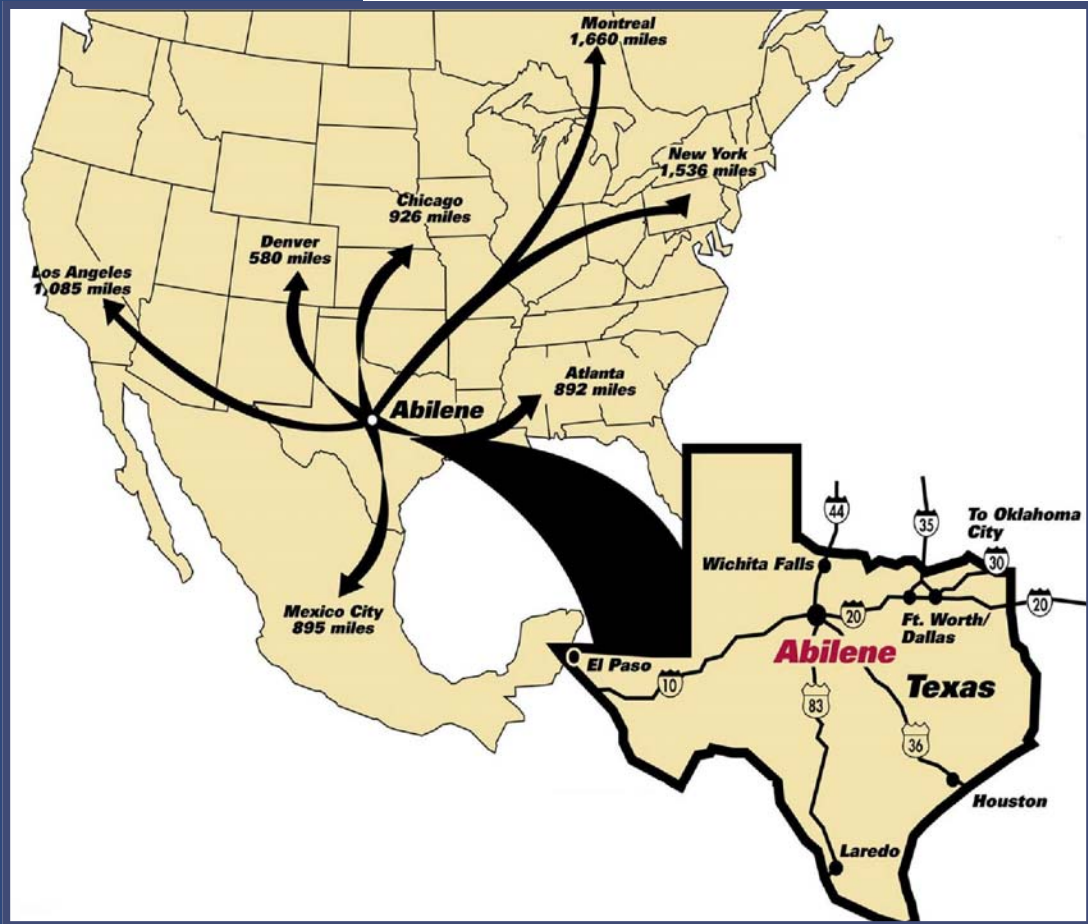 Montreal
1,660 miles
New York
1,536 miles
Chicago
926 miles
Denver
580 miles
Los Angeles
1,085 miles
Atlanta
892 miles
Abilene
Mexico City
895 miles
44
35
To Oklahoma
City
30
Wichita Falls
20
20
Ft. Worth/
Dallas
Abilene
El Paso
10
Texas
83
36
Houston
Laredo